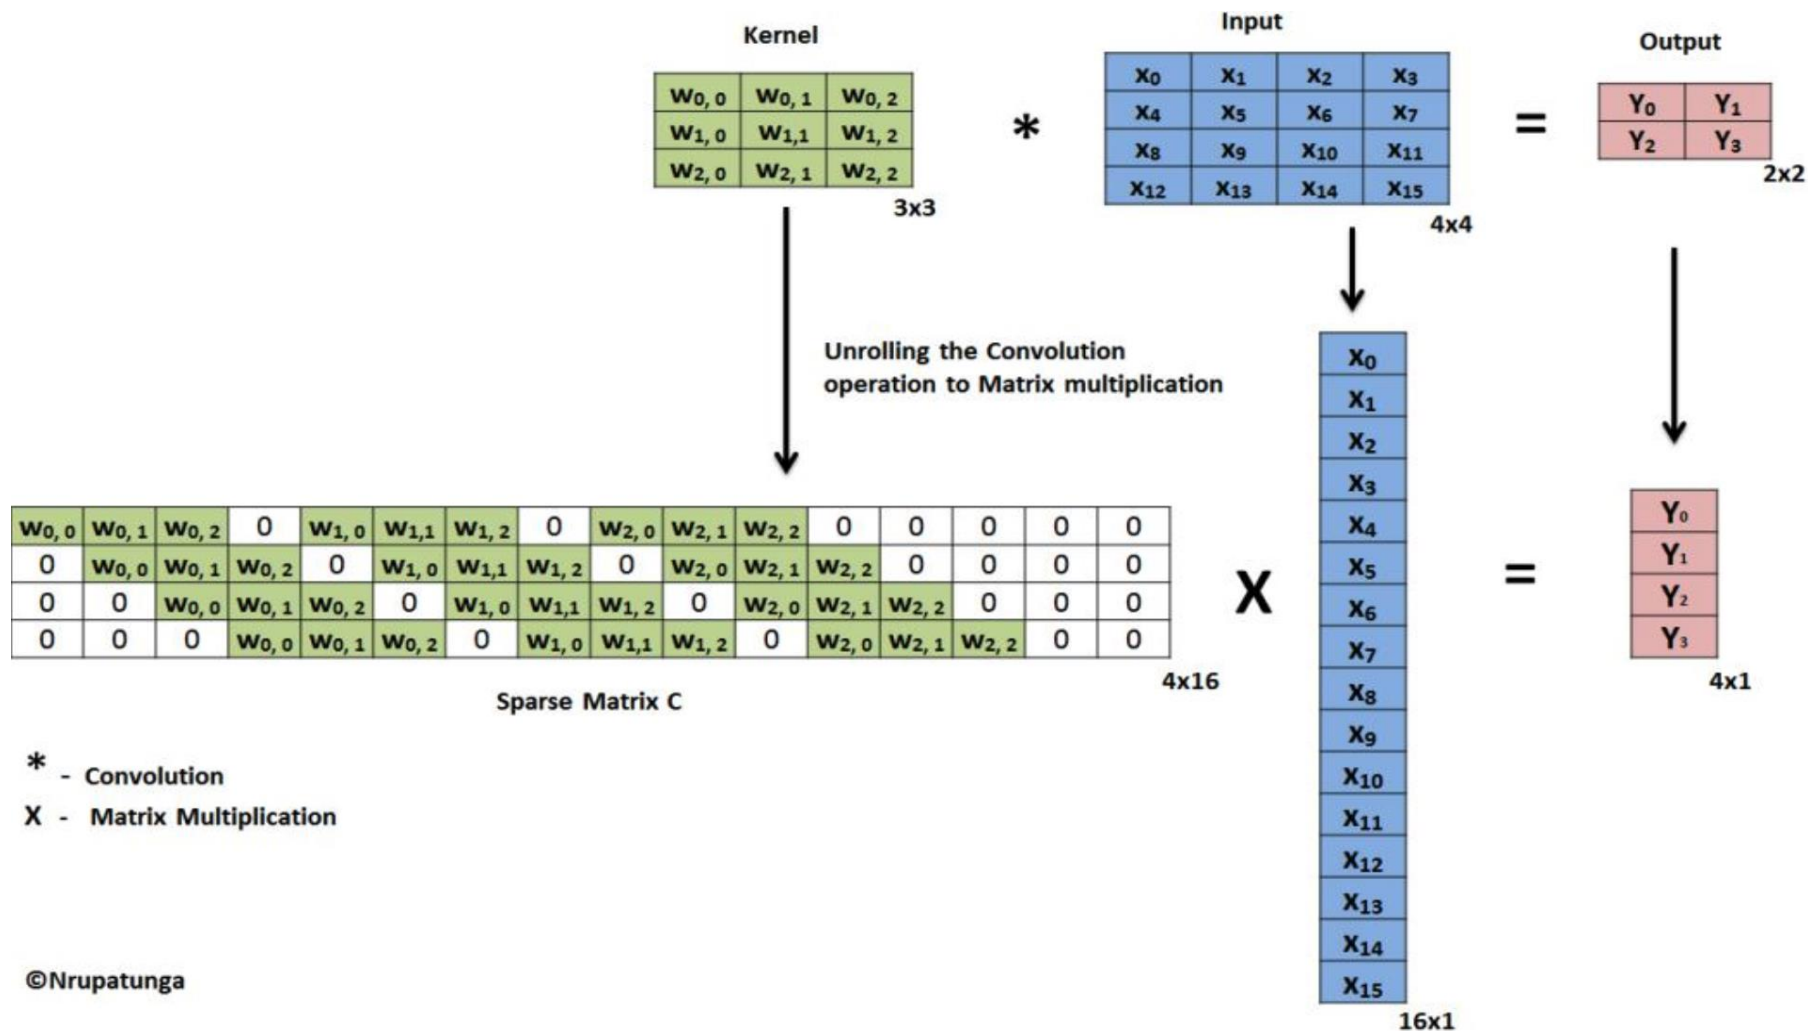 Kernel
Input
Output
w0, 0 w0, 1 w0, 2
w1, 0 w1,1 w1, 2
w2, 0 w2, 1 w2, 2
3x3
*
x0 x1 x2 x3
x4 x5 x6 x7
x8 x9 x10 x11
x12 x13 x14 x15
4x4
=
Y0 Y1
Y2 Y3
2x2
Unrolling the Convolution
operation to Matrix multiplication
w0, 0 w0, 1 w0, 2 0 w1, 0 w1,1 w1, 2 0 w2, 0 w2, 1 w2, 2 0 0 0 0 0
0 w0, 0 w0, 1 w0, 2 0 w1, 0 w1,1 w1, 2 0 w2, 0 w2, 1 w2, 2 0 0 0 0
0 0 w0, 0 w0, 1 w0, 2 0 w1, 0 w1,1 w1, 2 0 w2, 0 w2, 1 w2, 2 0 0 0
0 0 0 w0, 0 w0, 1 w0, 2 0 w1, 0 w1,1 w1, 2 0 w2, 0 w2, 1 w2, 2 0 0
4x16
Sparse Matrix C
X
x0
x1
x2
x3
x4
x5
x6
x7
x8
x9
x10
x11
x12
x13
x14
x15
16x1
=
Y0
Y1
Y2
Y3
4x1
* - Convolution
X - Matrix Multiplication
©Nrupatunga